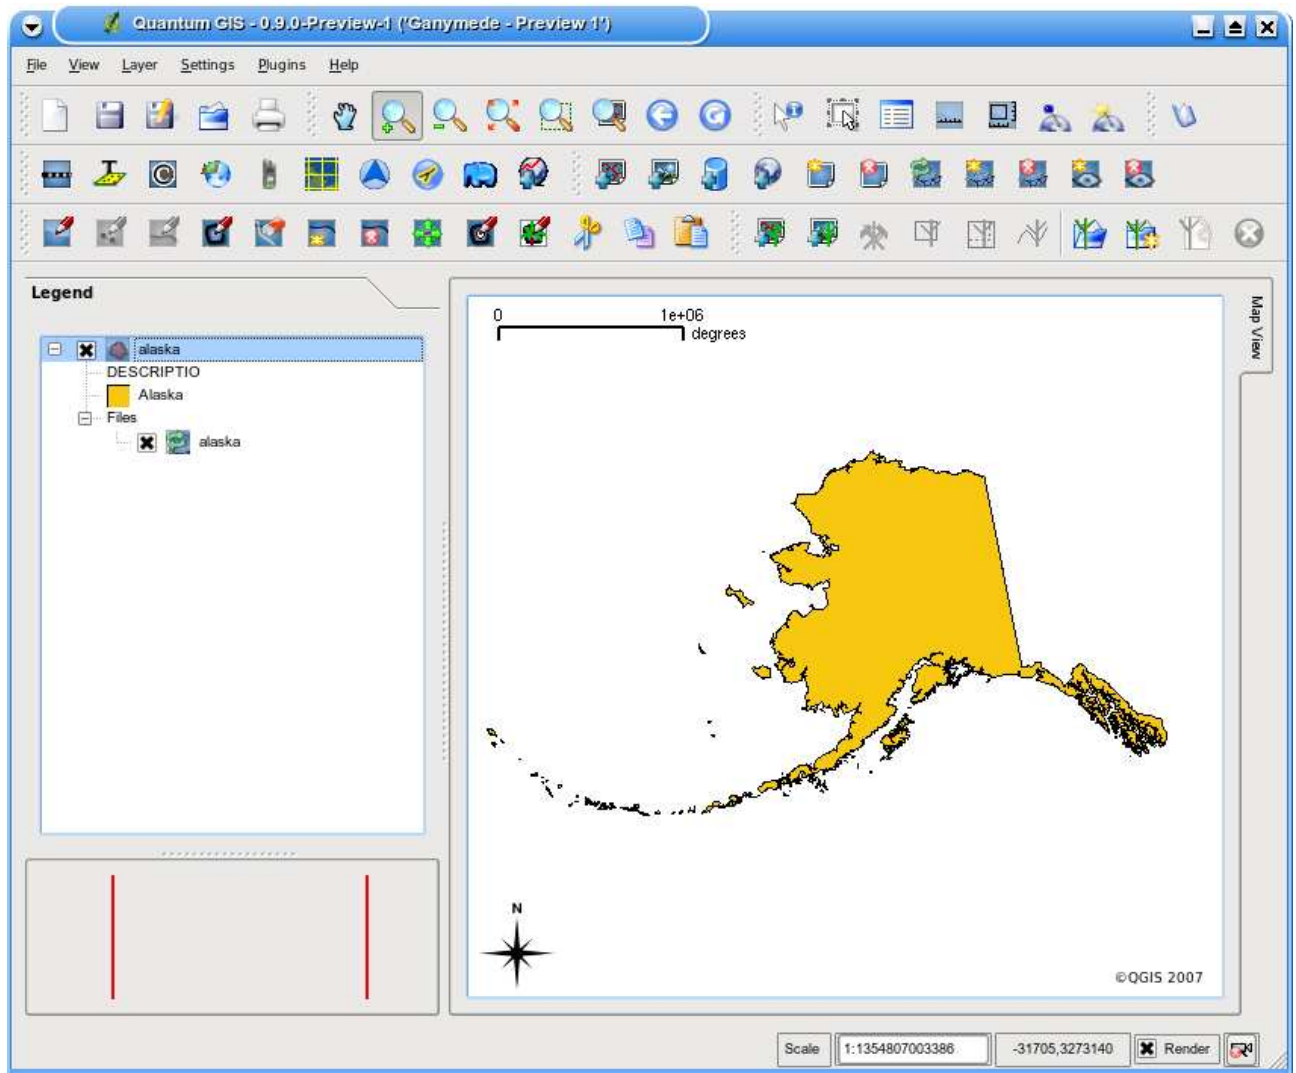 Quantum GIS - 0.9.0-Preview-1 ('Ganymede - Preview 1')
File View Layer Settings Plugins Help
Legend
alaska
DESCRIPTIO
Alaska
Files
alaska
0 1e+06
degrees
Map View
N
©QGIS 2007
Scale 1:1354807003386 -31705,3273140 Render